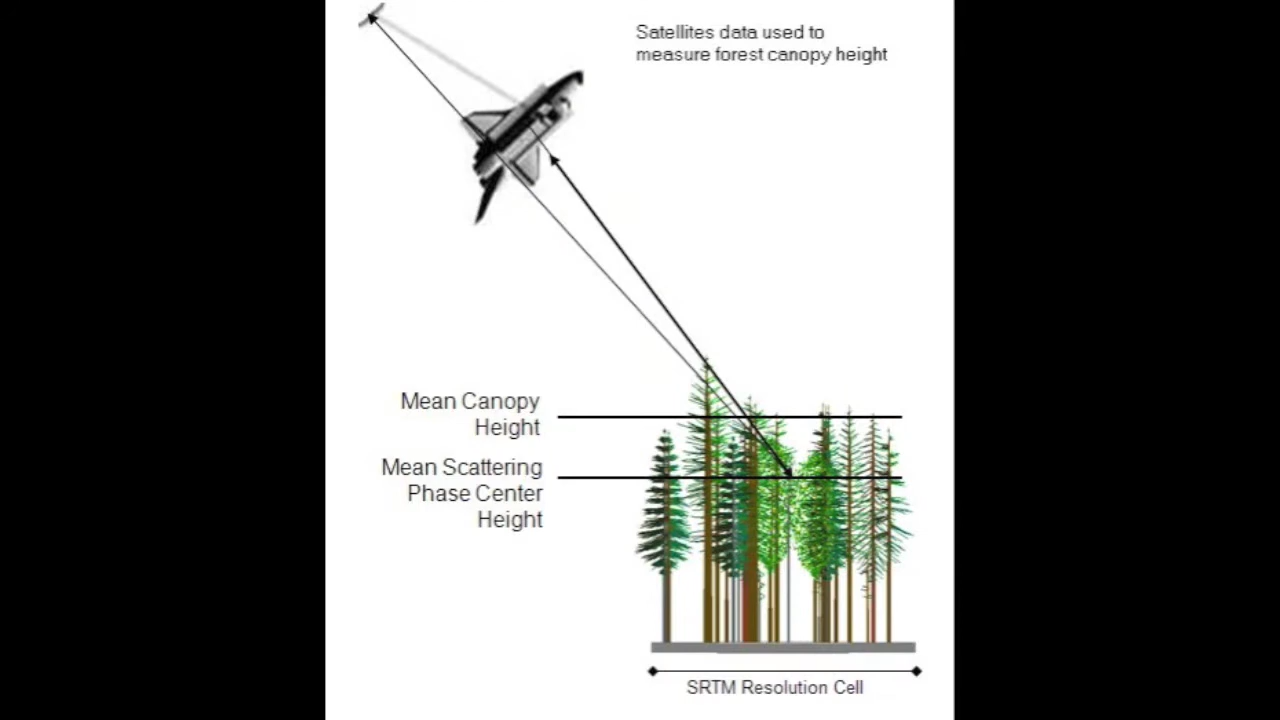 Satellites data used to
measure forest canopy height
Mean Canopy
Height
Mean Scattering
Phase Center
Height
SRTM Resolution Cell